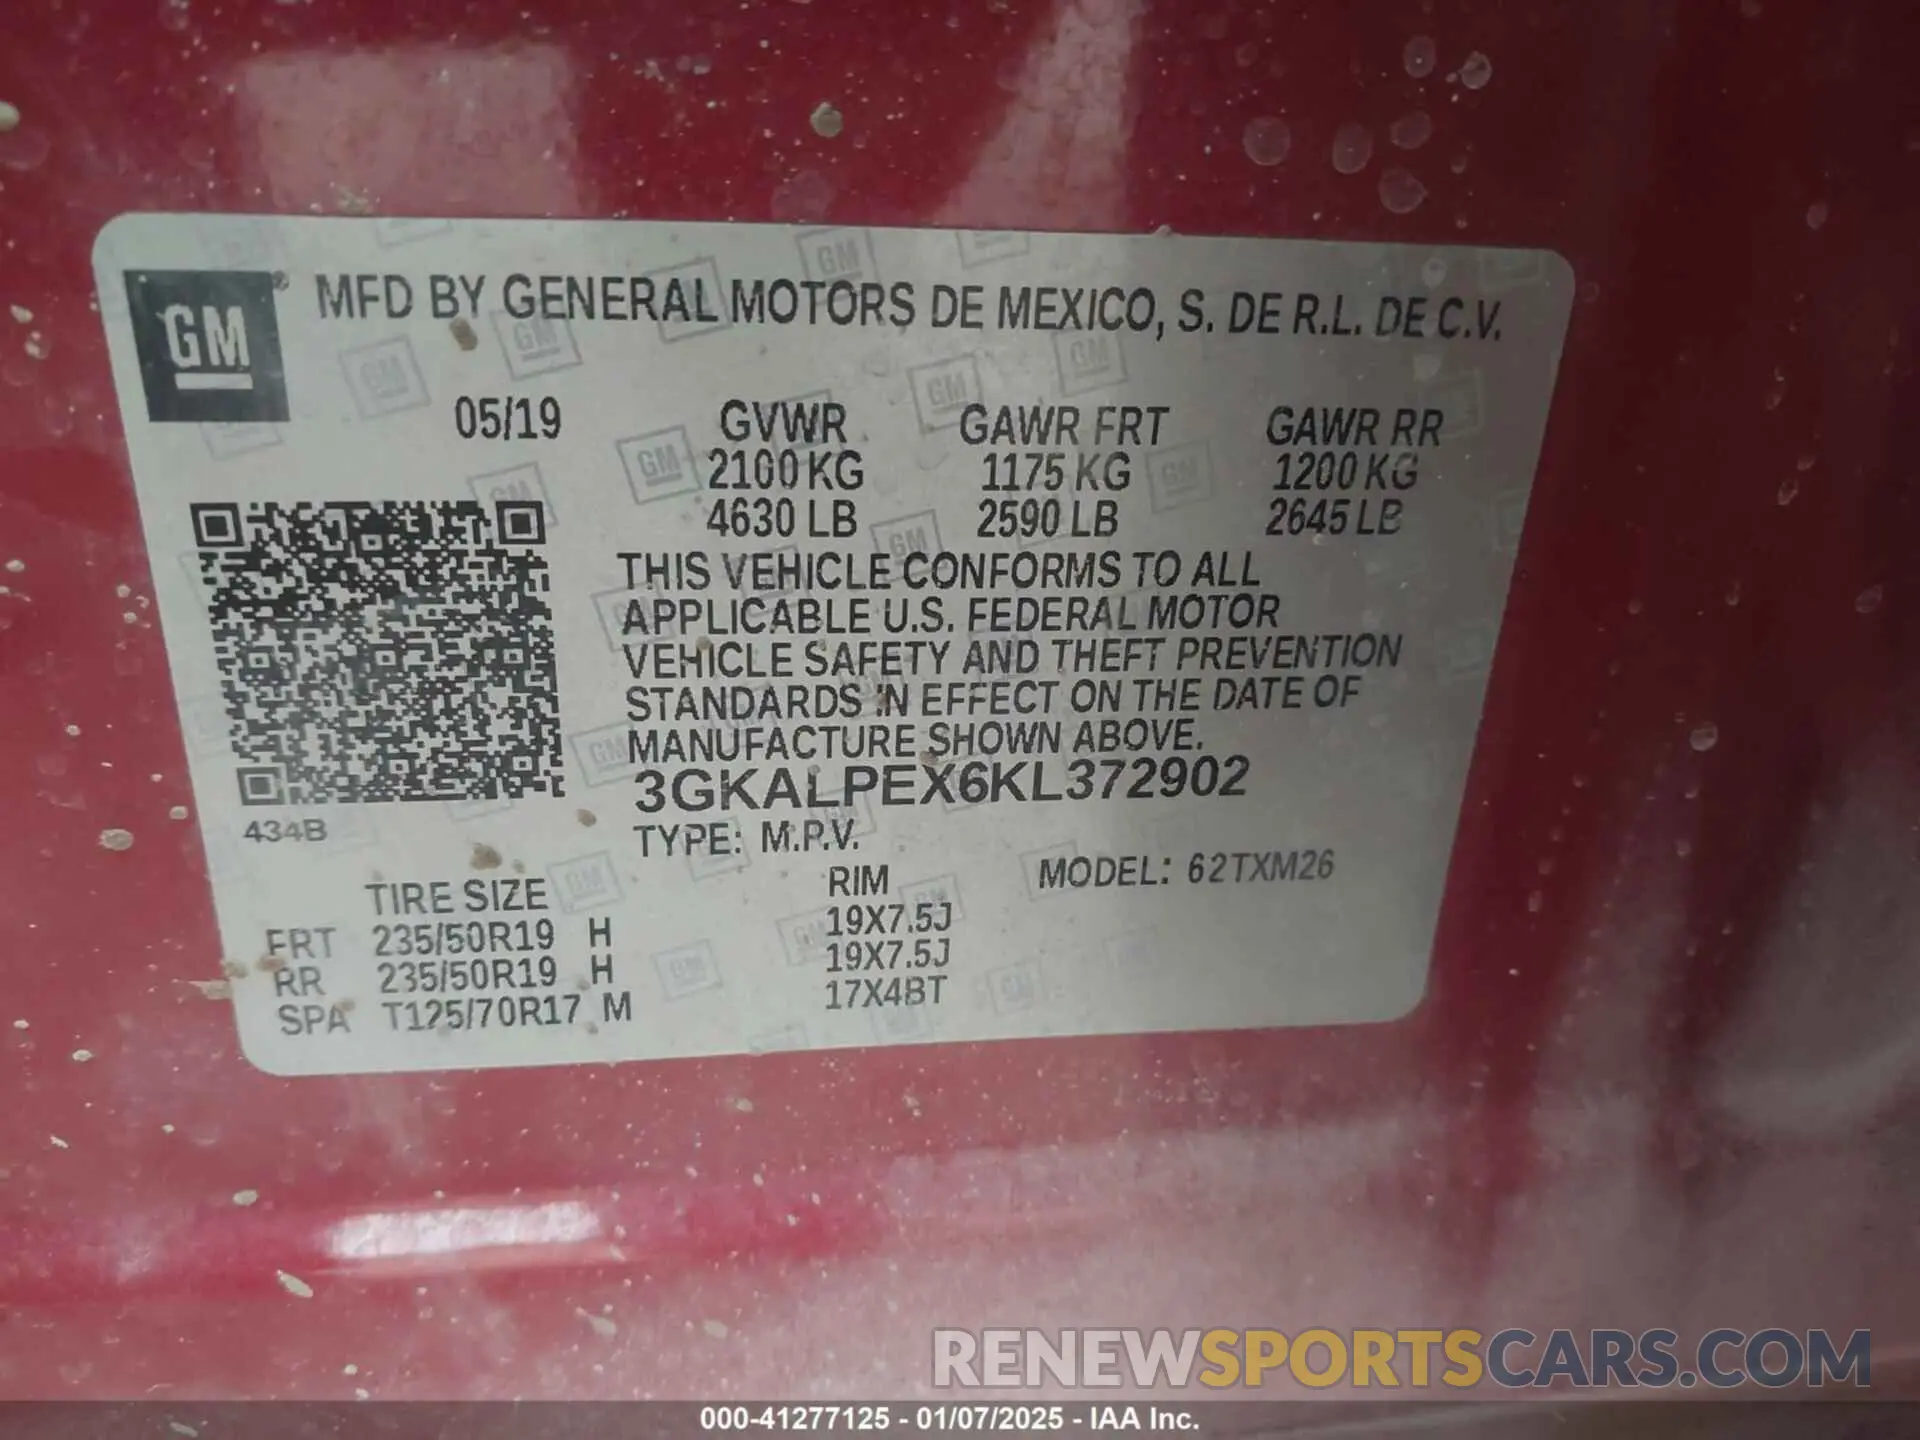 GM ® MFD BY GENERAL MOTORS DE MEXICO, S. DE R.L. DE C.V.
05/19 GVWR GAWR FRT GAWR RR
2100 KG 1175 KG 1200 KG
4630 LB 2590 LB 2645 LB
THIS VEHICLE CONFORMS TO ALL
APPLICABLE U.S. FEDERAL MOTOR
VEHICLE SAFETY AND THEFT PREVENTION
STANDARDS IN EFFECT ON THE DATE OF
MANUFACTURE SHOWN ABOVE.
3GKALPEX6KL372902
434B
TYPE: M.P.V.
TIRE SIZE RIM MODEL: 62TXM26
FRT 235/50R19 H 19X7.5J
RR 235/50R19 H 19X7.5J
SPA T125/70R17 M 17X4BT
RENEWSPORTSCARS.COM
000-41277125 - 01/07/2025 - IAA Inc.